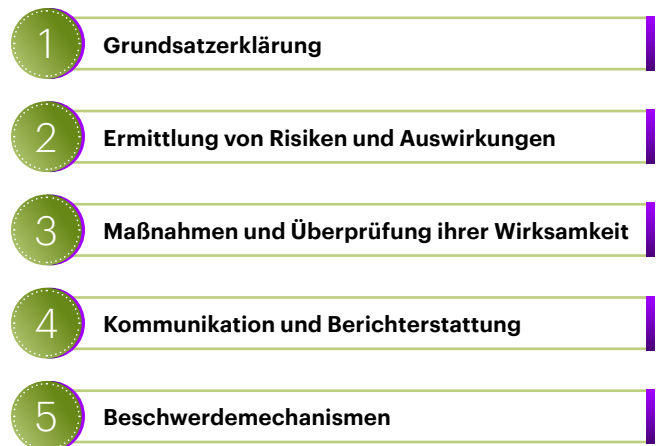 1 Grundsatzerklärung
2 Ermittlung von Risiken und Auswirkungen
3 Maßnahmen und Überprüfung ihrer Wirksamkeit
4 Kommunikation und Berichterstattung
5 Beschwerdemechanismen